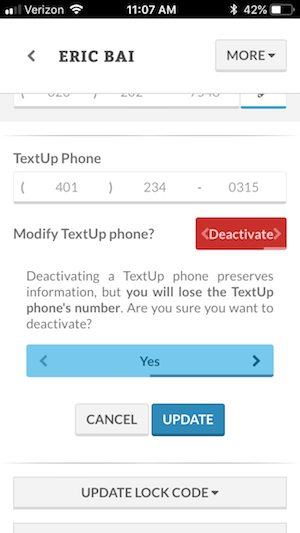 Verizon 11:07 AM 42%
ERIC BAI MORE
TextUp Phone
( 401 ) 234 - 0315
Modify TextUp phone? Deactivate
Deactivating a TextUp phone preserves
information, but you will lose the TextUp
phone's number. Are you sure you want to
deactivate?
Yes
CANCEL UPDATE
UPDATE LOCK CODE